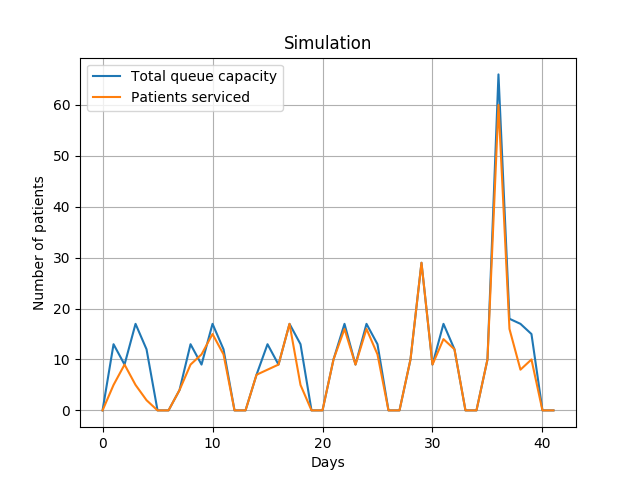 Simulation
Total queue capacity
Patients serviced
Number of patients
60
50
40
30
20
10
0
0 10 20 30 40
Days